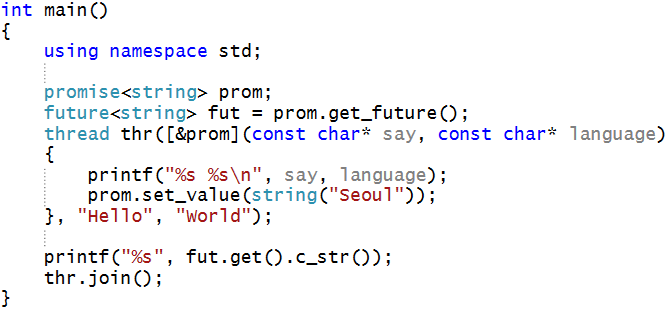 int main()
{
    using namespace std;

    promise<string> prom;
    future<string> fut = prom.get_future();
    thread thr([&prom](const char* say, const char* language)
    {
        printf("%s %s\n", say, language);
        prom.set_value(string("Seoul"));
    }, "Hello", "World");

    printf("%s", fut.get().c_str());
    thr.join();
}